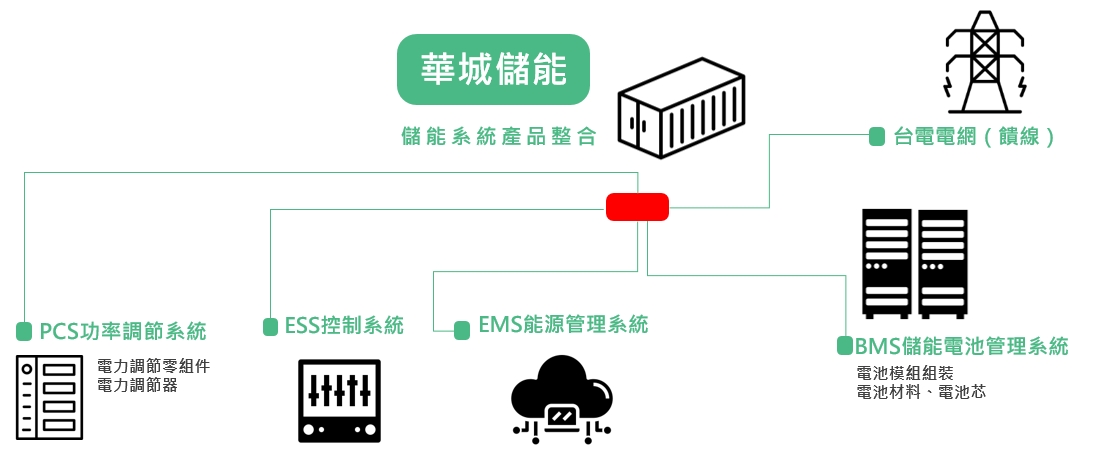 華城儲能
儲能系統產品整合
台電電網（饋線）
PCS功率調節系統
電力調節零組件
電力調節器
ESS控制系統
EMS能源管理系統
BMS儲能電池管理系統
電池模組組裝
電池材料、電池芯